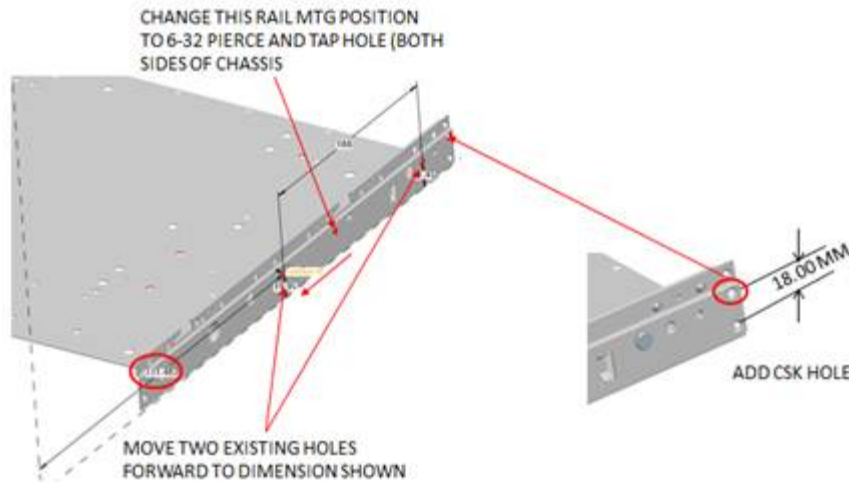 CHANGE THIS RAIL MTG POSITION
TO 6-32 PIERCE AND TAP HOLE (BOTH
SIDES OF CHASSIS
18.00 MM
ADD CSK HOLE
MOVE TWO EXISTING HOLES
FORWARD TO DIMENSION SHOWN